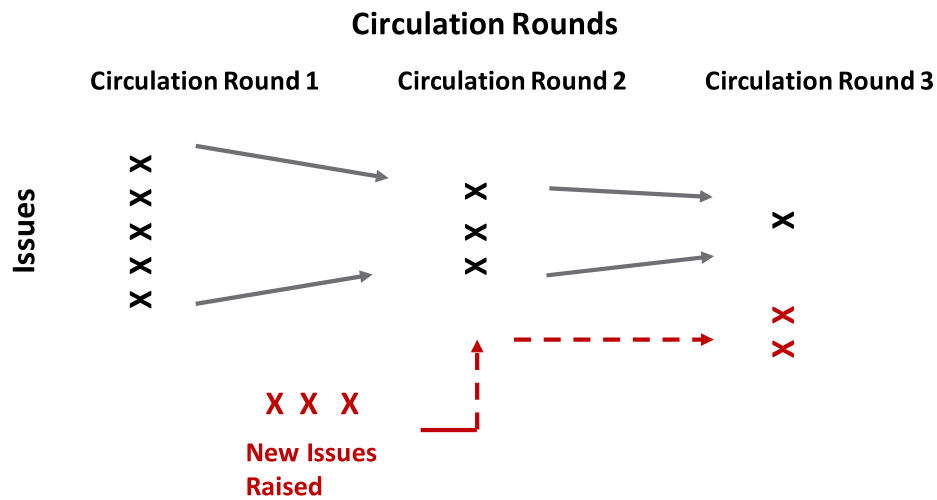 Circulation Rounds
Circulation Round 1
Circulation Round 2
Circulation Round 3
Issues
X
X
X
X
X
X
X
X
X
X
X
X X X
New Issues
Raised